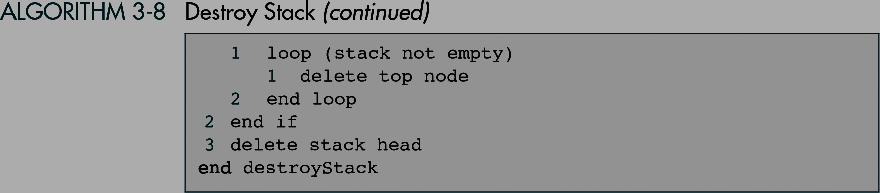 ALGORITHM 3-8 Destroy Stack (continued)
1 loop (stack not empty)
1 delete top node
2 end loop
2 end if
3 delete stack head
end destroyStack